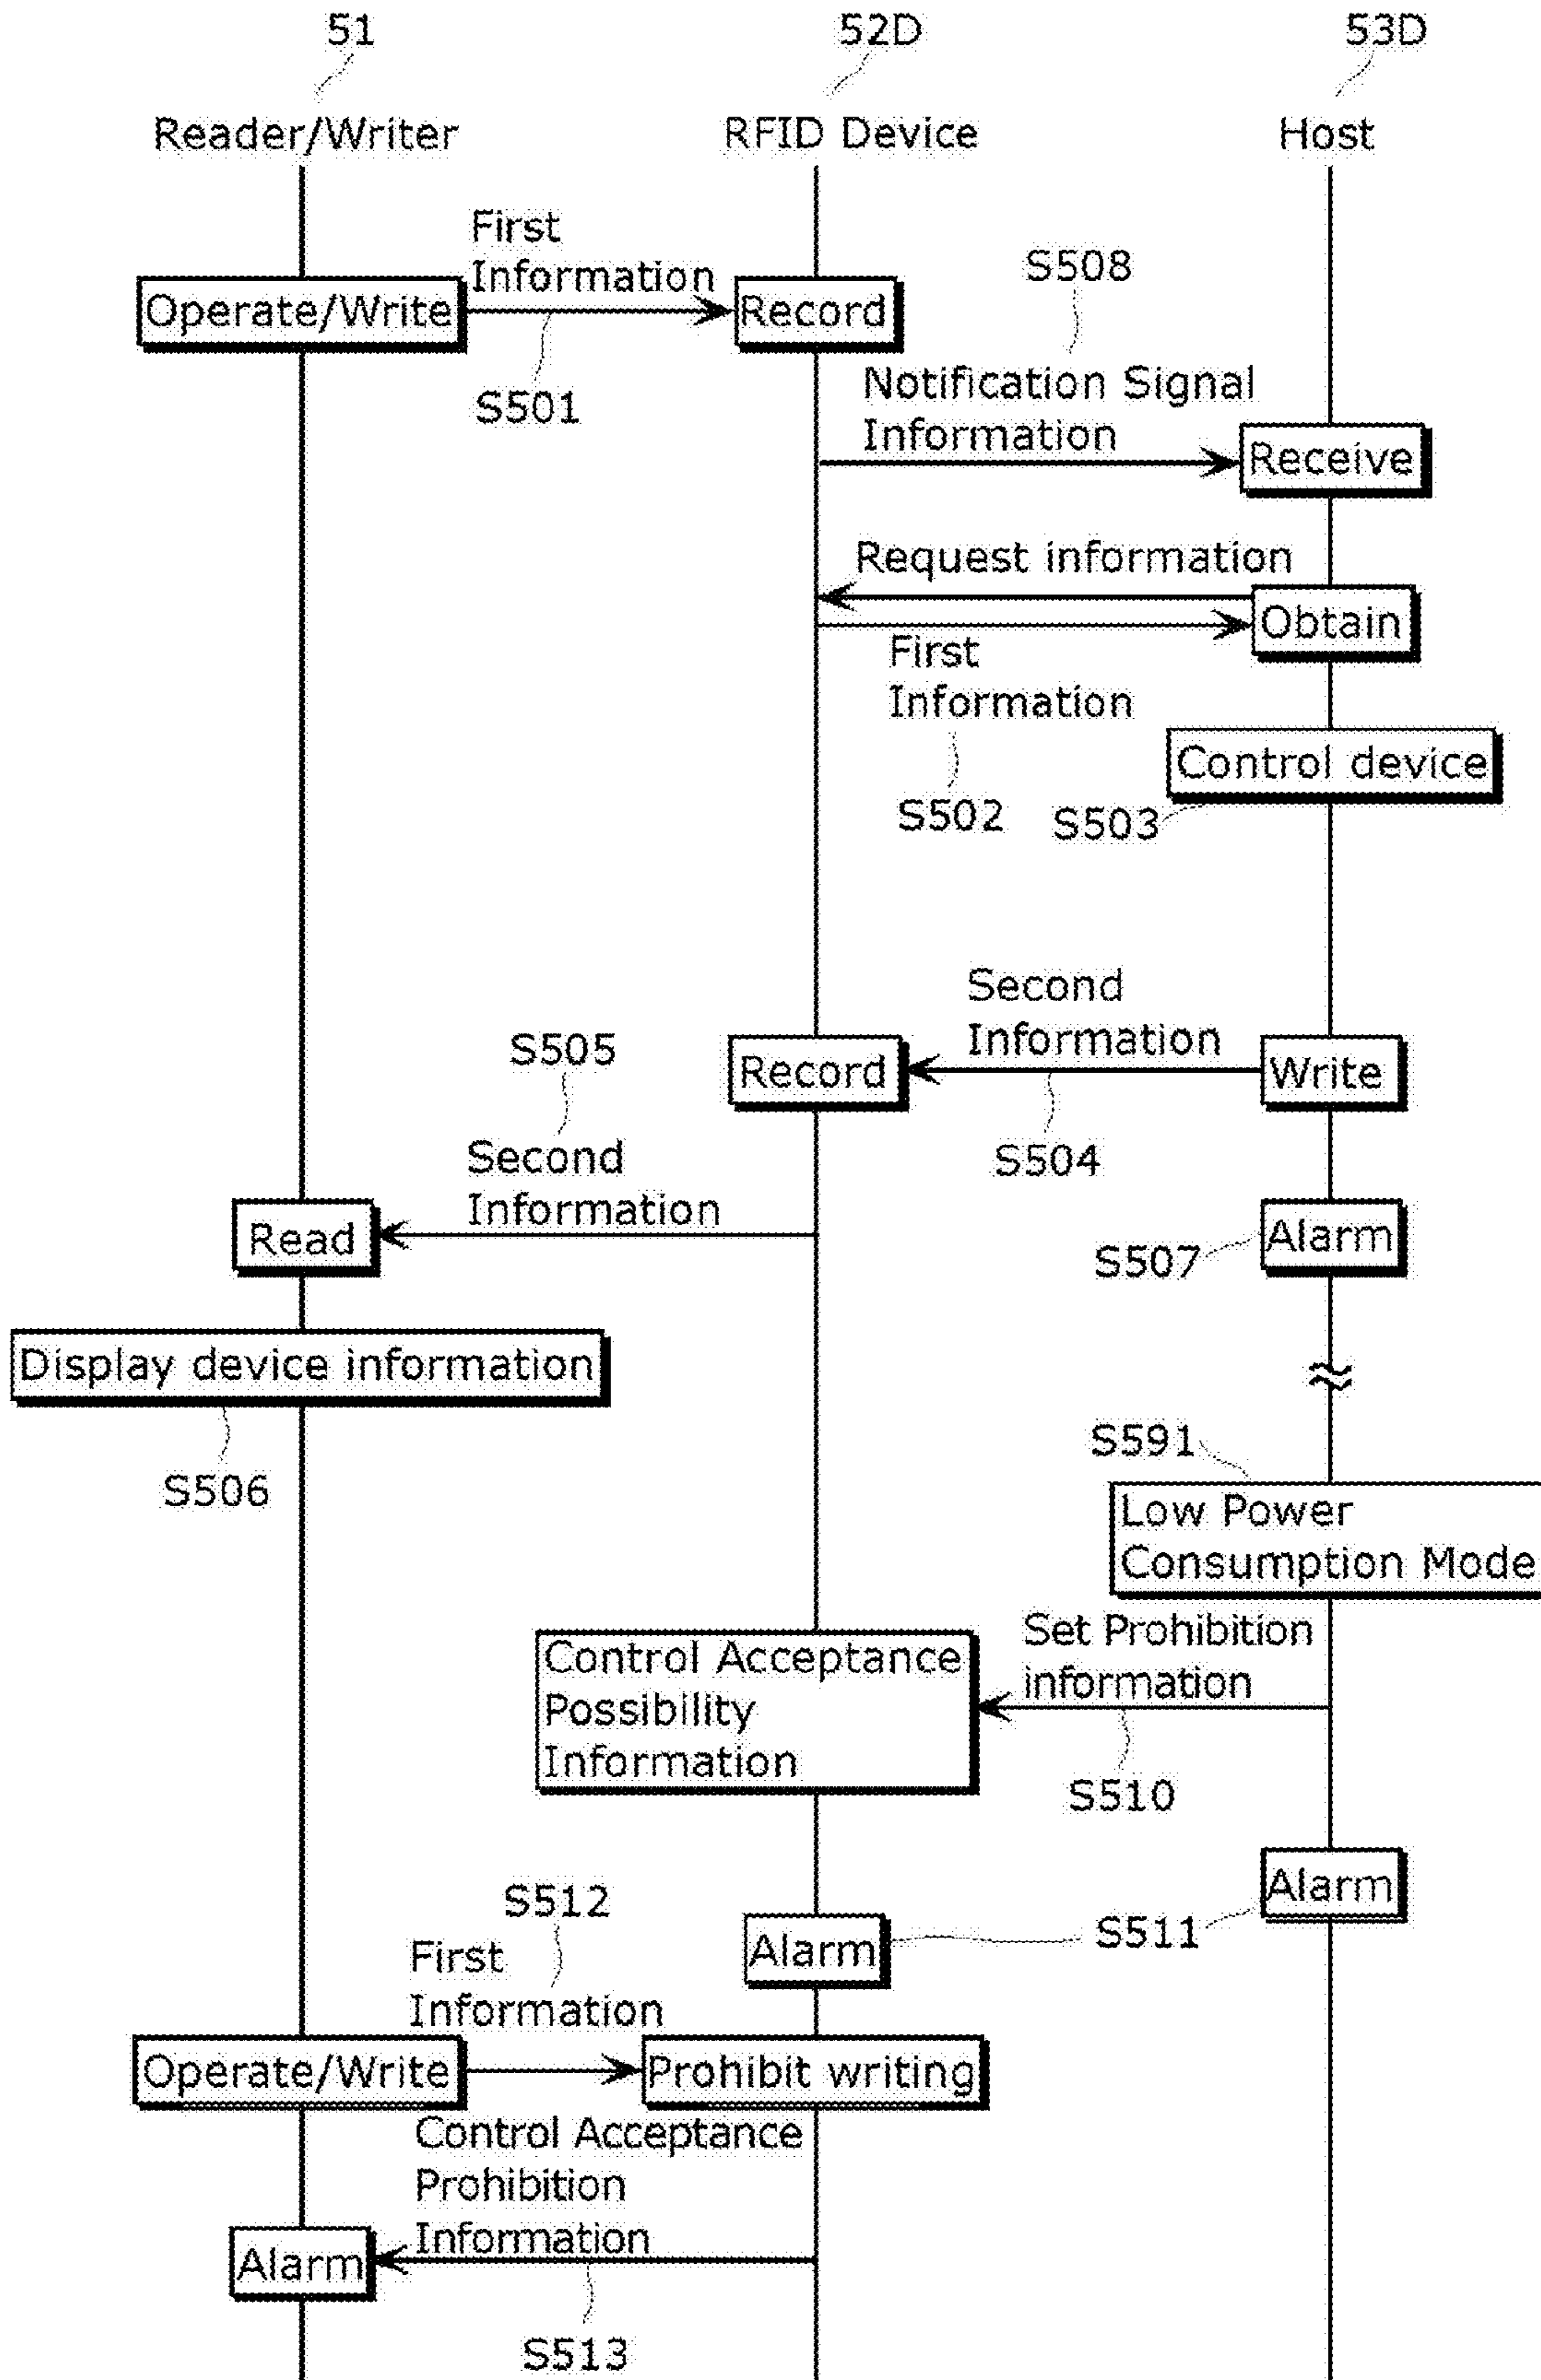 51
52D
53D
Reader/Writer
RFID Device
Host
First
Information
S508
Operate/Write
Record
S501
Notification Signal
Information
Receive
Request information
Obtain
First
Information
Control device
S502
S503
Second
Information
S505
Record
Write
Second
Information
S504
Read
Alarm
S507
Display device information
S591
S506
Low Power
Consumption Mode
Set Prohibition
information
Control Acceptance
Possibility
Information
S510
Alarm
S512
S511
Alarm
First
Information
Operate/Write
Prohibit writing
Control Acceptance
Prohibition
Information
Alarm
S513